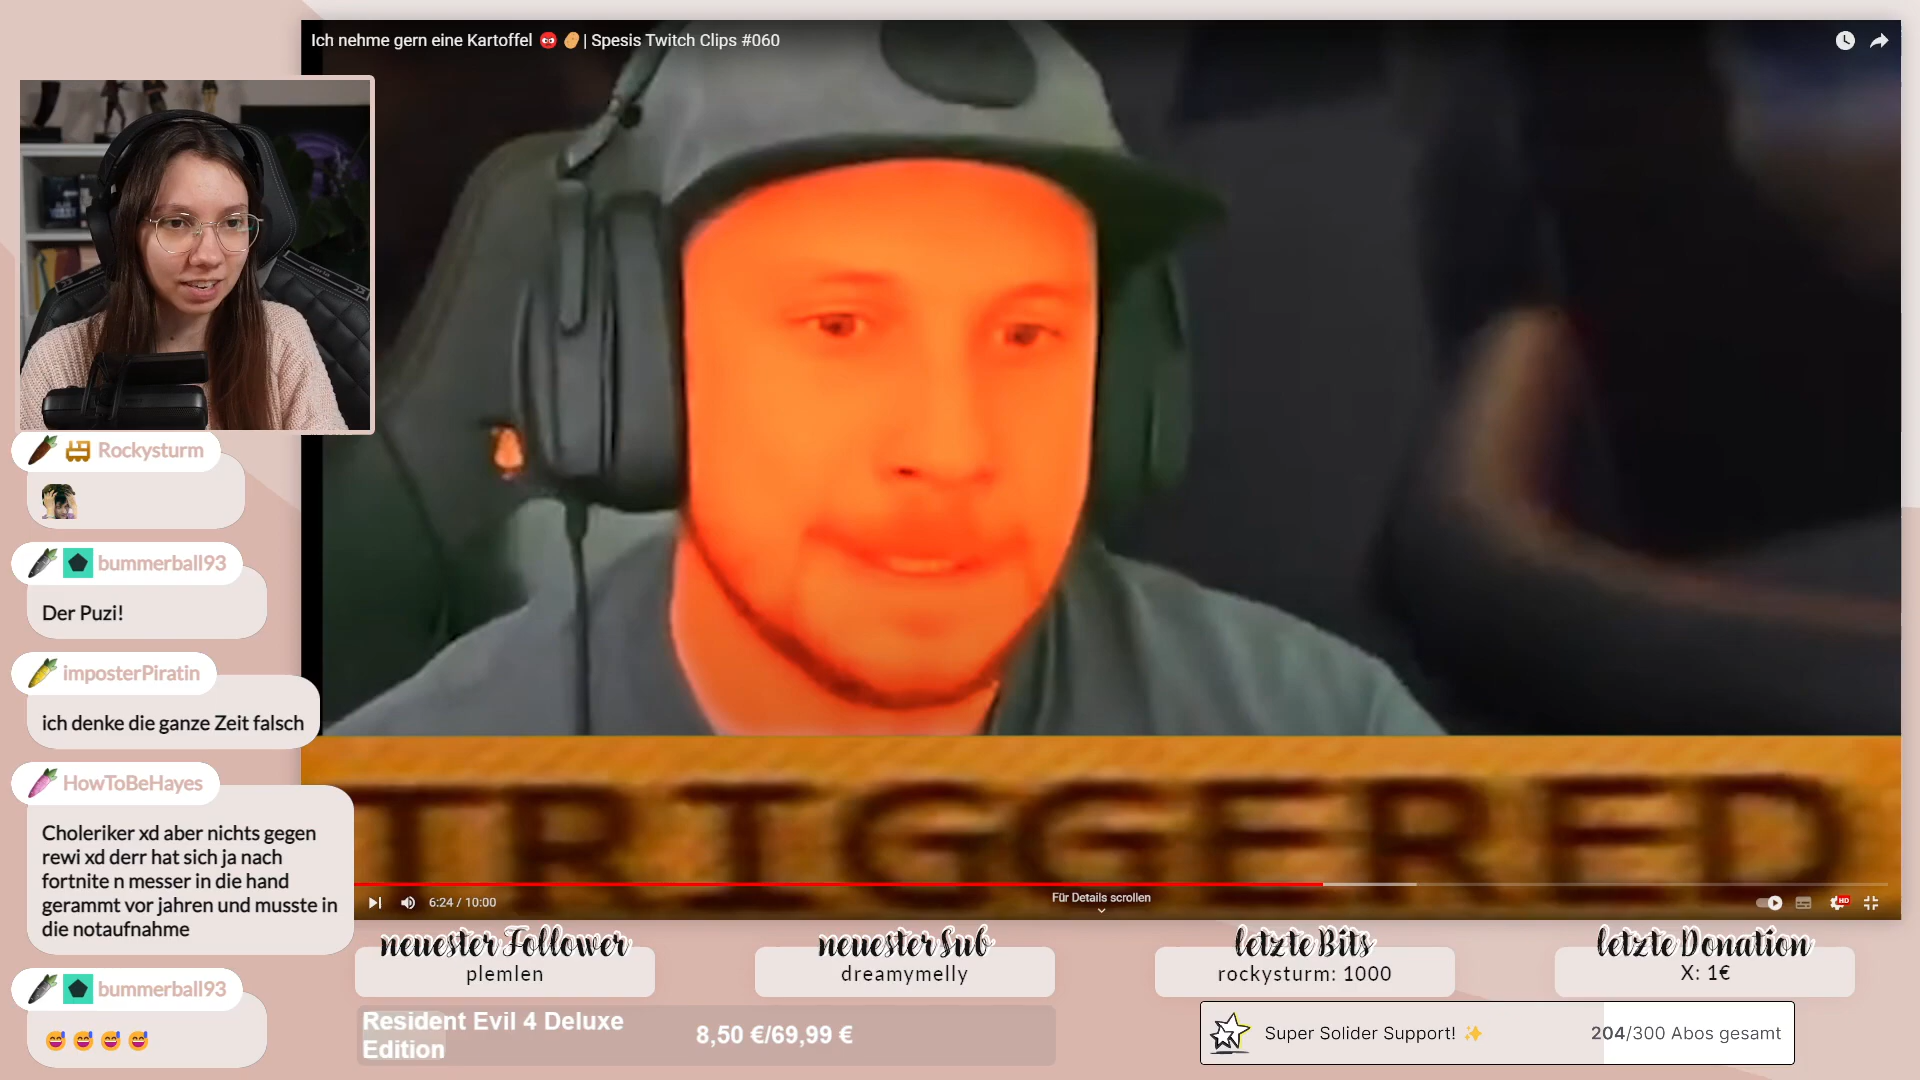 Ich nehme gern eine Kartoffel | Spesis Twitch Clips #060
Rockysturm
bummerball93
Der Puzi!
imposterPiratin
ich denke die ganze Zeit falsch
HowToBeHayes
Choleriker xd aber nichts gegen
rewi xd derr hat sich ja nach
fortnite n messer in die hand
gerammt vor jahren und musste in
die notaufnahme
bummerball93
TRIGGERED
6:24 / 10:00
Für Details scrollen
HD
neuester Follower
plemlen
neuester Sub
dreamymelly
letzte Bits
rockysturm: 1000
letzte Donation
X: 1€
Resident Evil 4 Deluxe
Edition
8,50 €/69,99 €
Super Solider Support! ✨
204/300 Abos gesamt